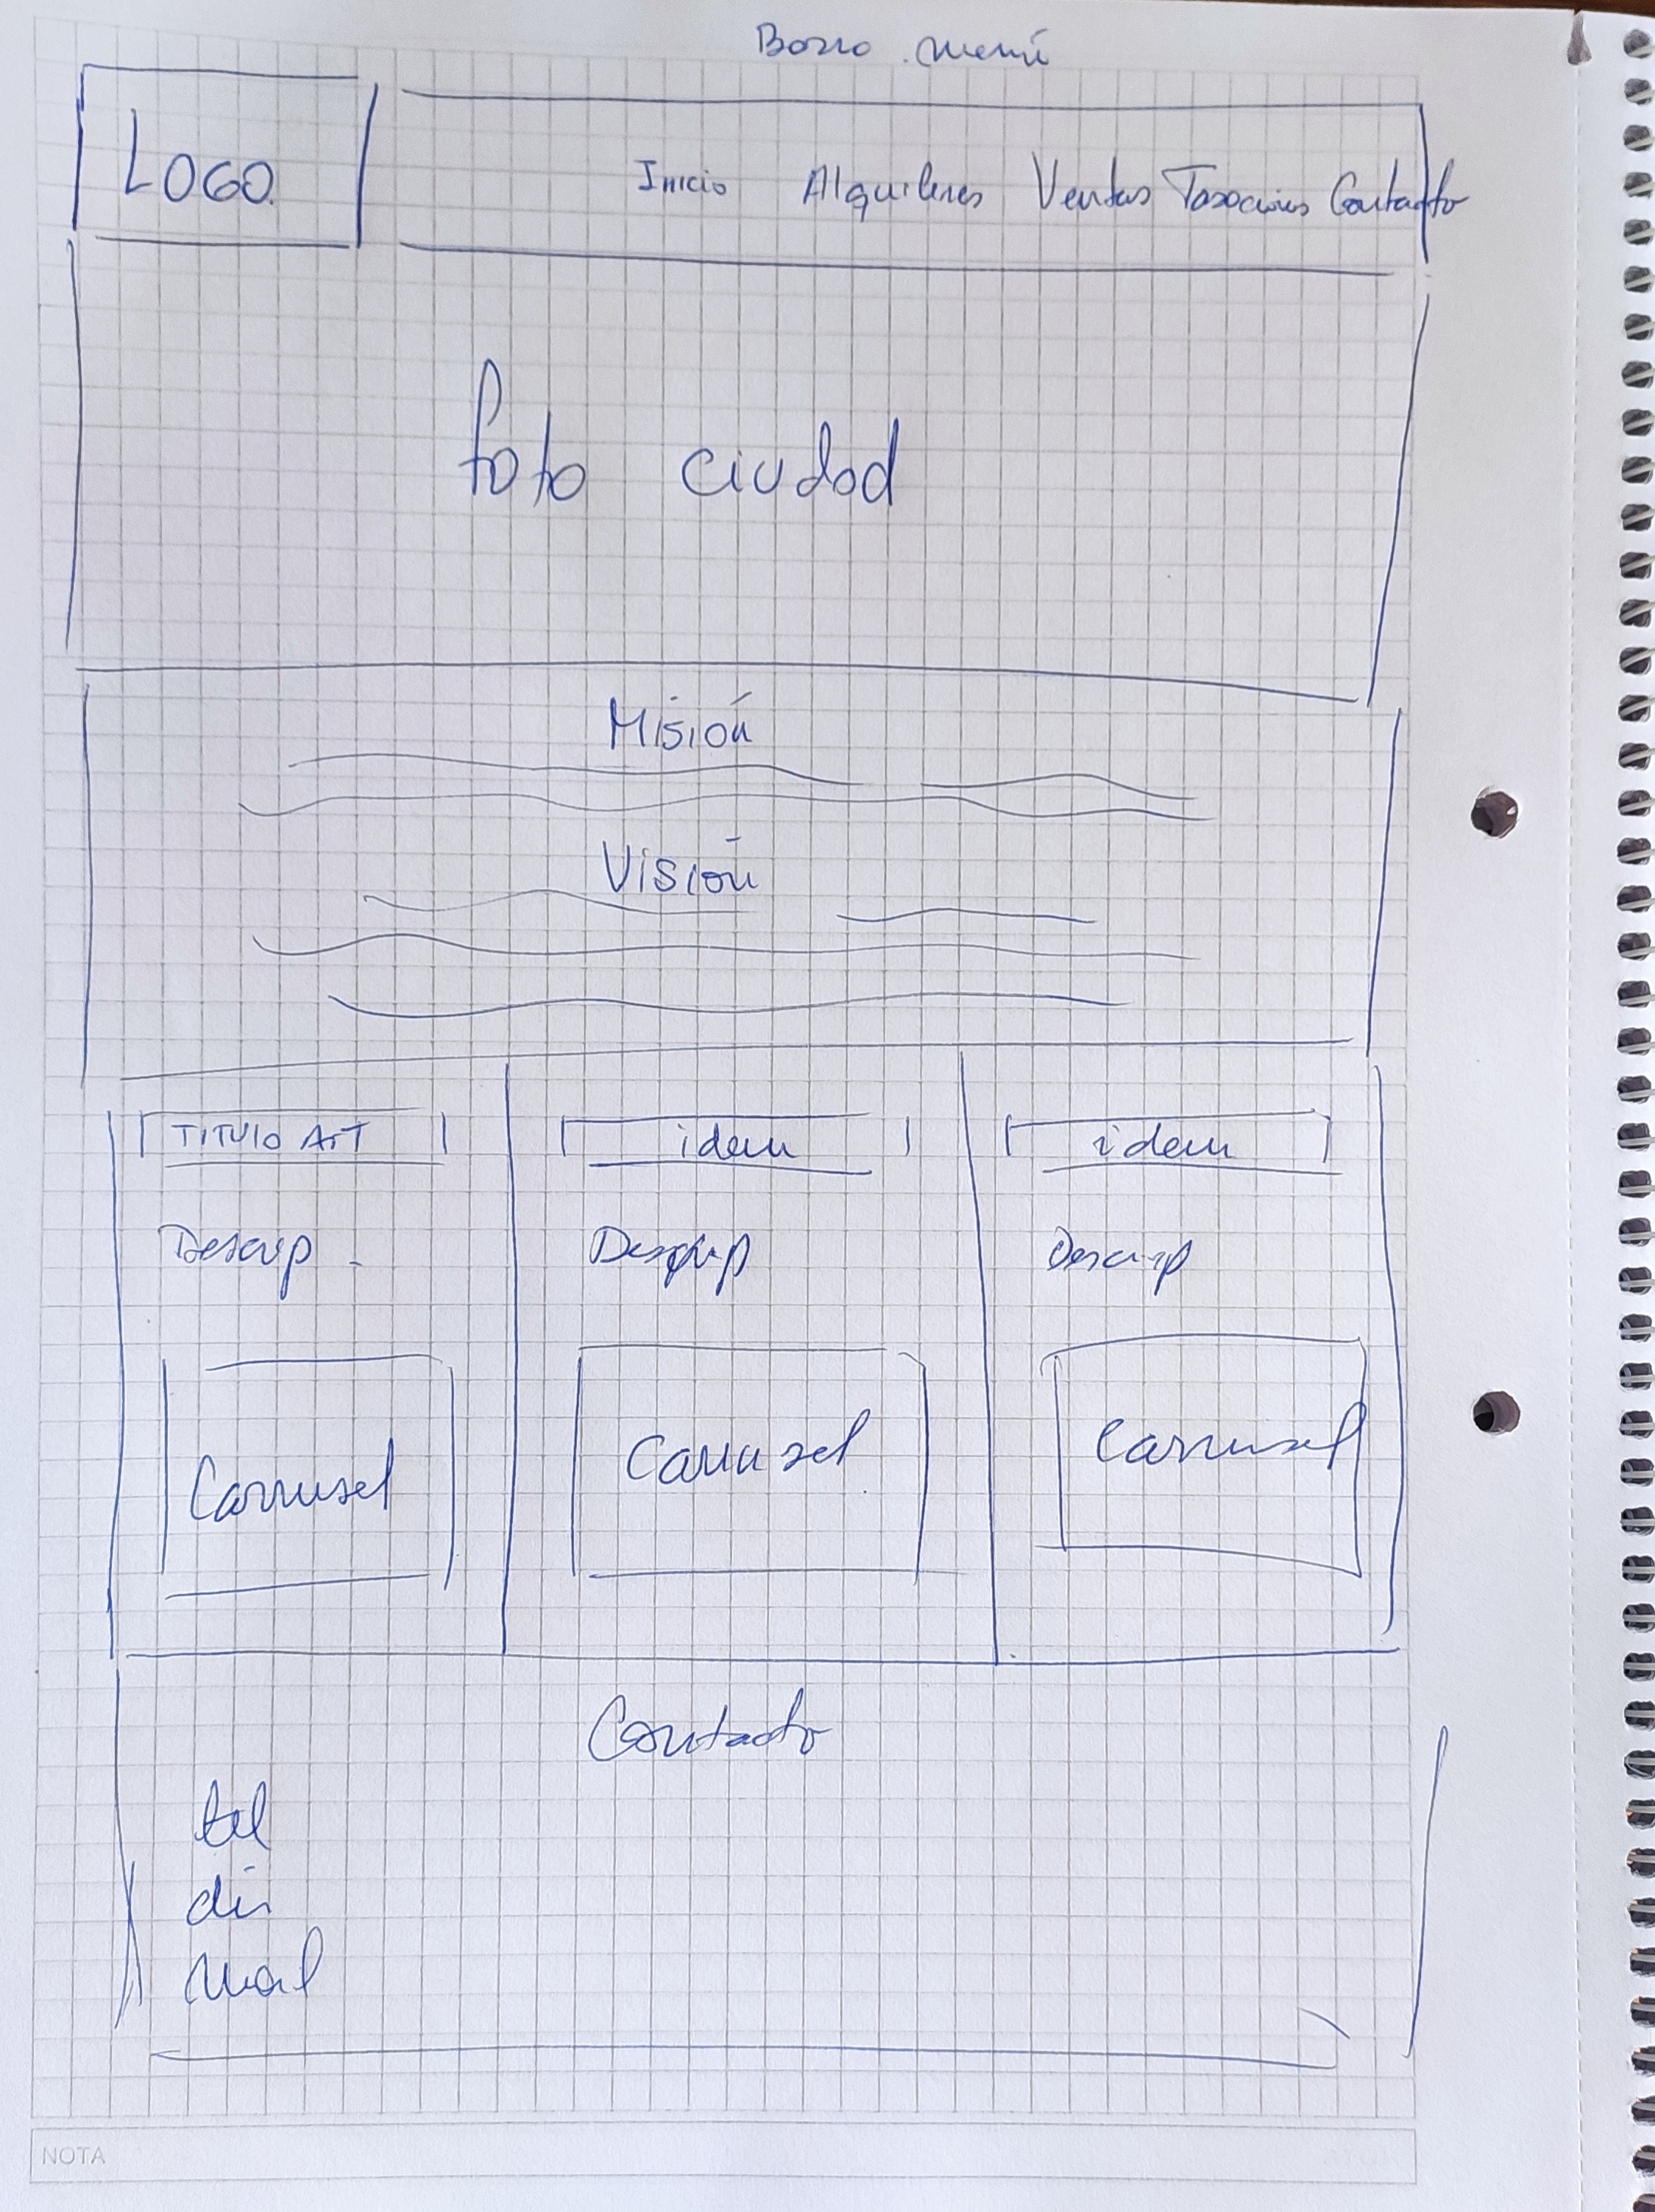 Barra menú
LOGO.
Inicio Alquileres Ventas Tasaciones Contacto
foto ciudad
Misión
Visión
TITULO ArT
idem
idem
Descrip.
Descrip
Descrip
Carrusel
Carrusel
Carrusel
Contacto
tel
dir
mail
NOTA